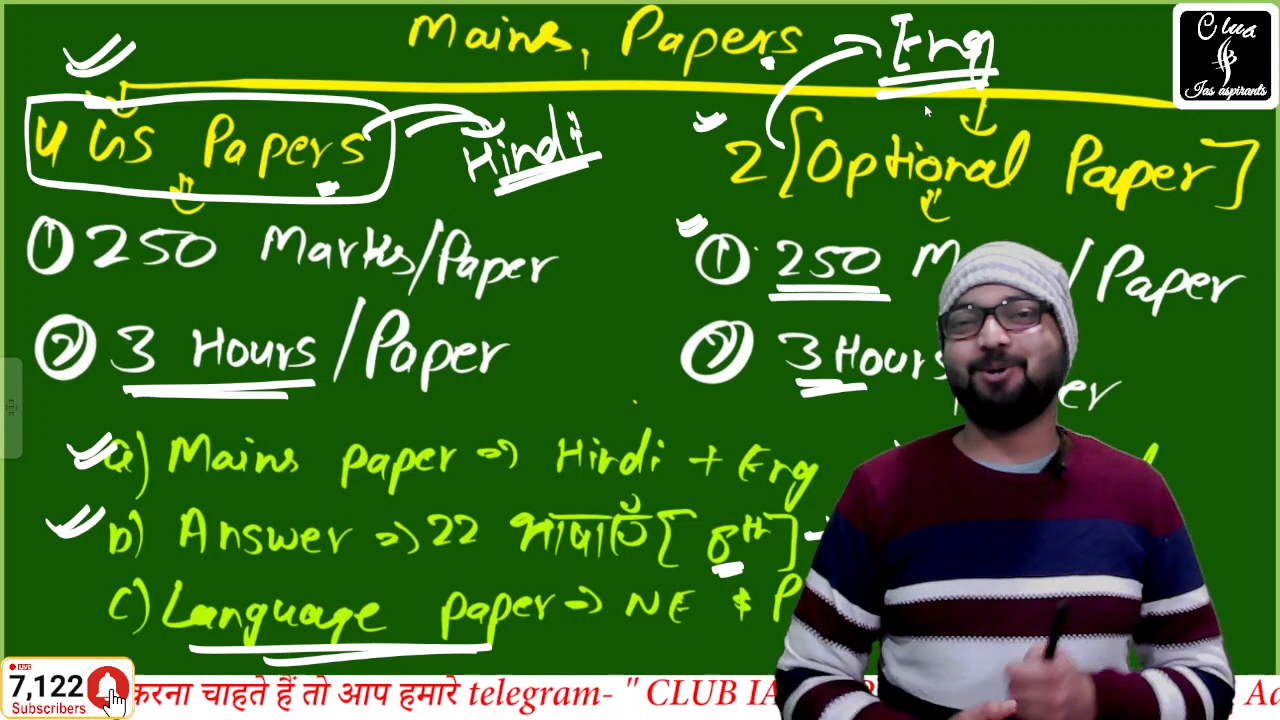 Mains, Papers
Eng
Club
Ias aspirants
4 GS Papers
Hindi
2 [Optional Paper]
① 250 Marks/Paper
① 250 M / Paper
② 3 Hours /Paper
② 3 Hours
er
a) Mains paper ⇒ Hindi + Eng
b) Answer ⇒ 22 भाषाएँ [ 8th ]
c) Language paper ⇒ NE & P
LIVE
7,122
Subscribers
करना चाहते हैं तो आप हमारे telegram- " CLUB IA